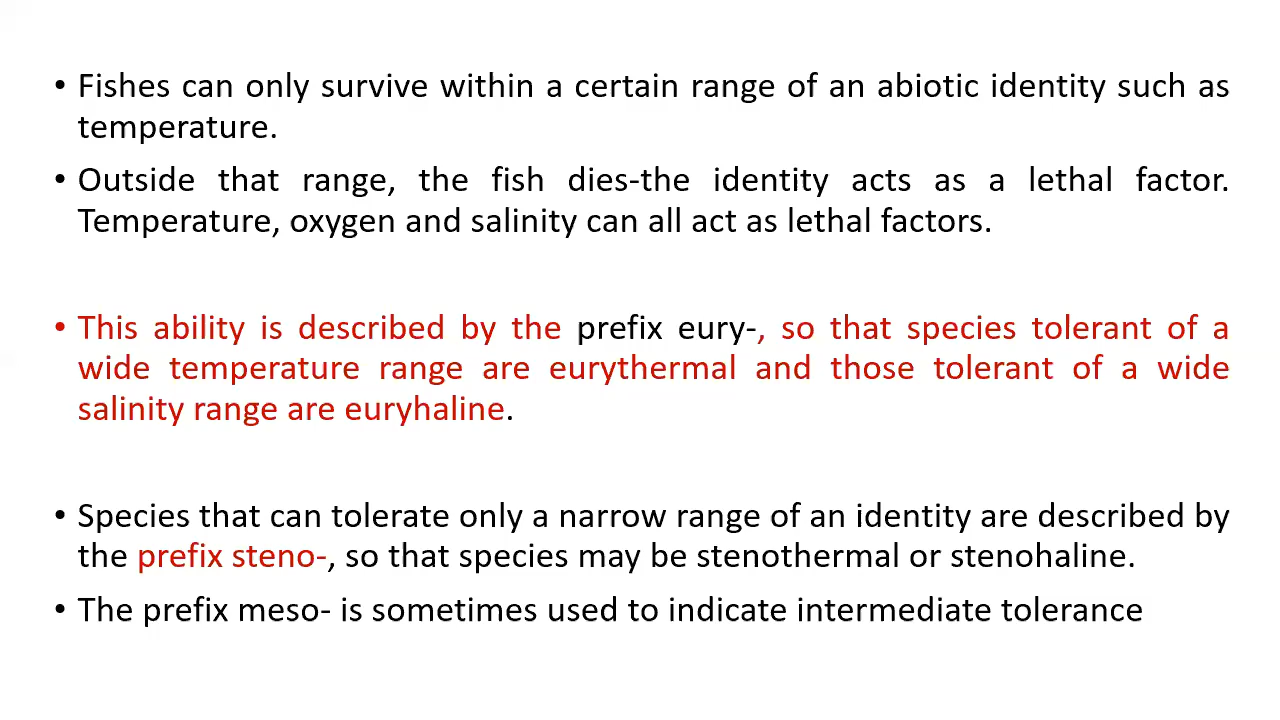 • Fishes can only survive within a certain range of an abiotic identity such as
temperature.
• Outside that range, the fish dies-the identity acts as a lethal factor.
Temperature, oxygen and salinity can all act as lethal factors.
• This ability is described by the prefix eury-, so that species tolerant of a
wide temperature range are eurythermal and those tolerant of a wide
salinity range are euryhaline.
• Species that can tolerate only a narrow range of an identity are described by
the prefix steno-, so that species may be stenothermal or stenohaline.
• The prefix meso- is sometimes used to indicate intermediate tolerance